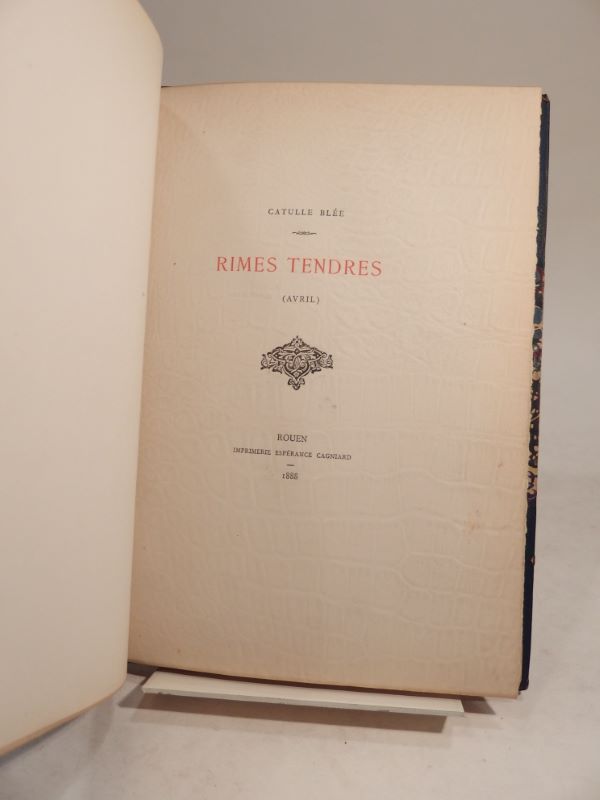 CATULLE BLÉE
RIMES TENDRES
(AVRIL)
ROUEN
IMPRIMERIE ESPÉRANCE CAGNIARD
1888